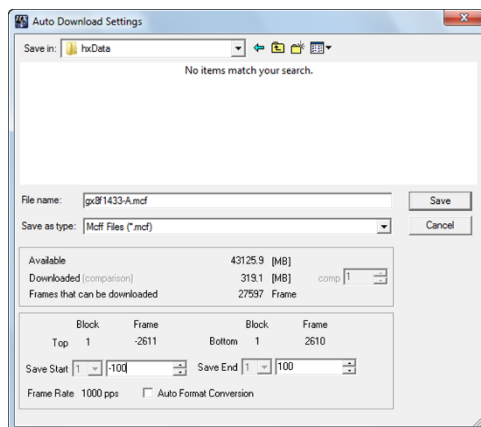 Auto Download Settings
Save in: hxData
No items match your search.
File name: gx8f1433-A.mcf Save
Save as type: Mcff Files (*.mcf) Cancel
Available 43125.9 [MB]
Downloaded (comparison) 319.1 [MB] comp 1
Frames that can be downloaded 27597 Frame
Block Frame Block Frame
Top 1 -2611 Bottom 1 2610
Save Start 1 -100 Save End 1 100
Frame Rate 1000 pps Auto Format Conversion